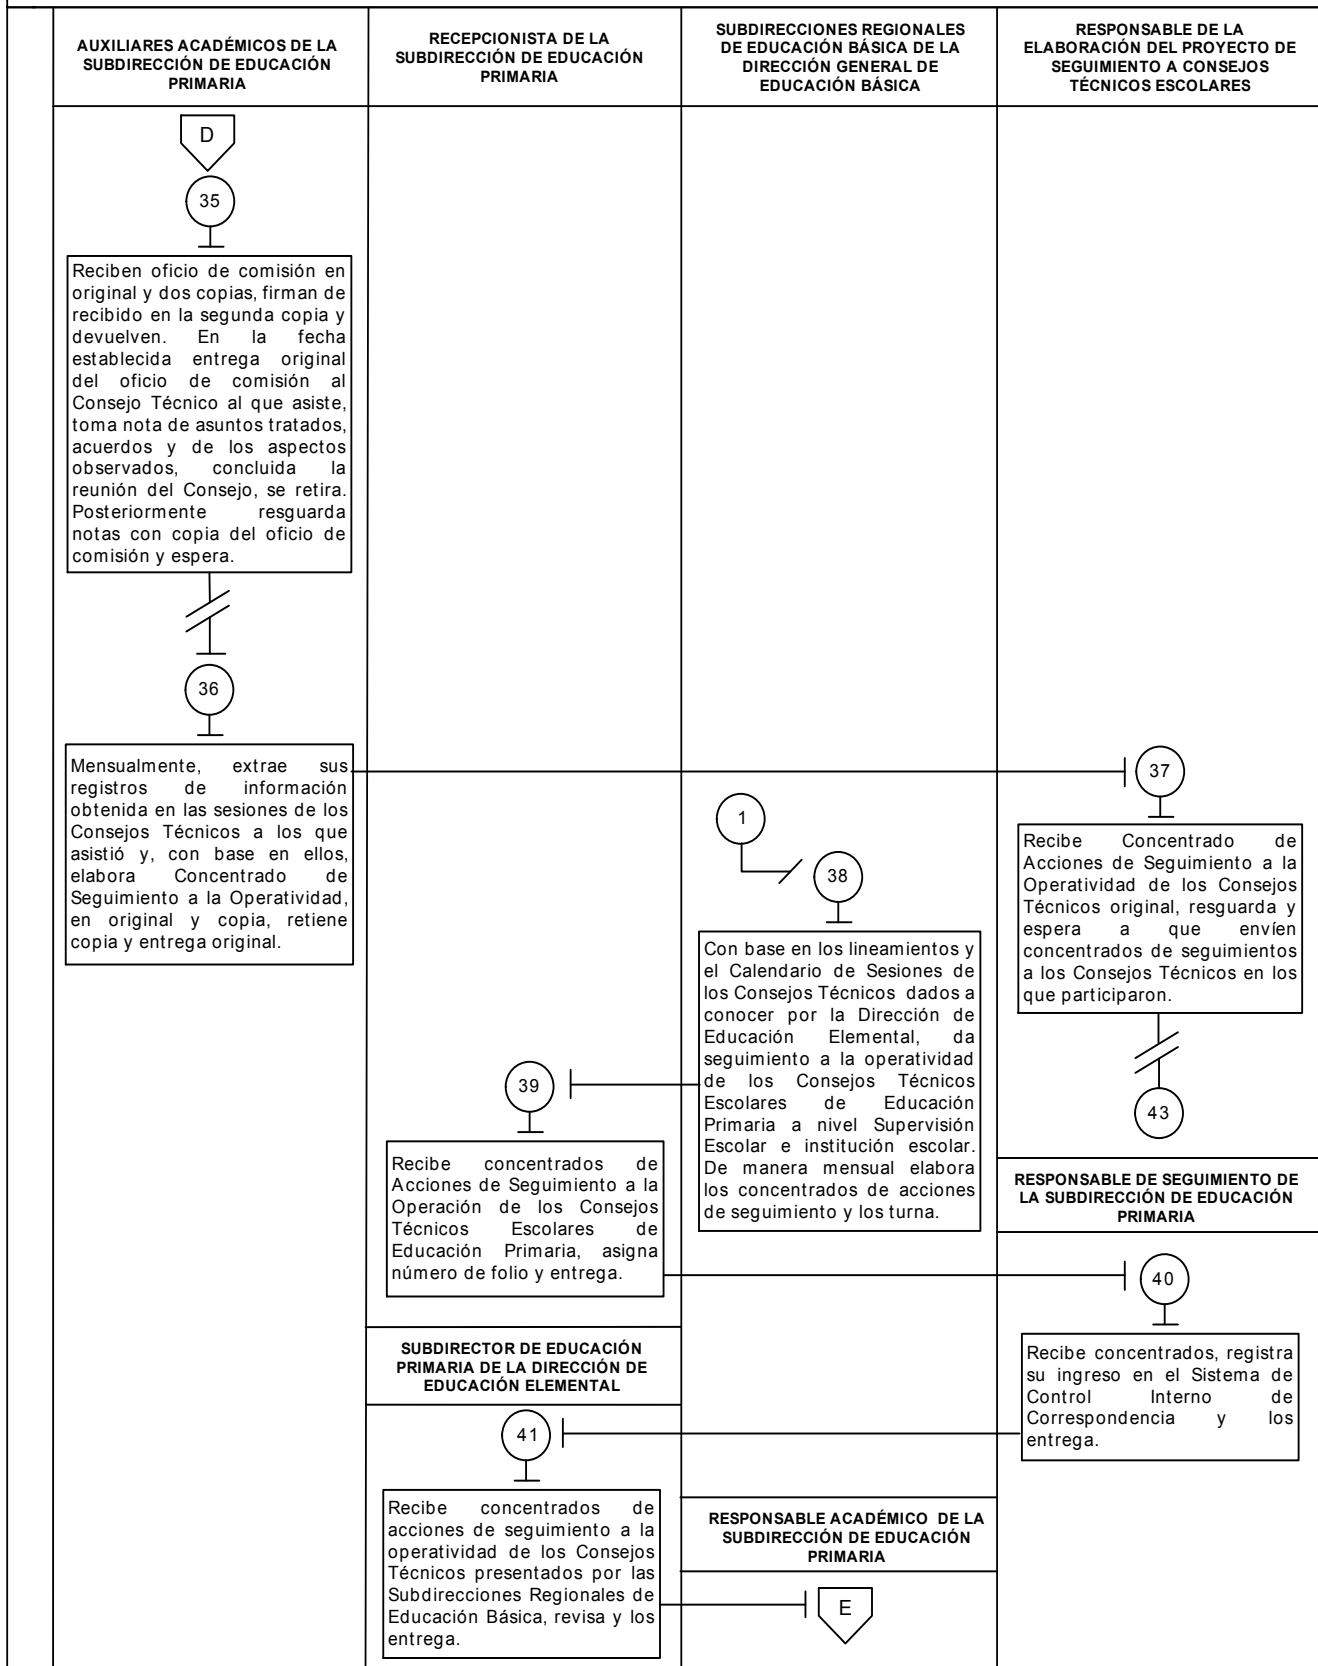 AUXILIARES ACADÉMICOS DE LA
SUBDIRECCIÓN DE EDUCACIÓN
PRIMARIA
RECEPCIONISTA DE LA
SUBDIRECCIÓN DE EDUCACIÓN
PRIMARIA
SUBDIRECCIONES REGIONALES
DE EDUCACIÓN BÁSICA DE LA
DIRECCIÓN GENERAL DE
EDUCACIÓN BÁSICA
RESPONSABLE DE LA
ELABORACIÓN DEL PROYECTO DE
SEGUIMIENTO A CONSEJOS
TÉCNICOS ESCOLARES
D
35
Reciben oficio de comisión en
original y dos copias, firman de
recibido en la segunda copia y
devuelven. En la fecha
establecida entrega original
del oficio de comisión al
Consejo Técnico al que asiste,
toma nota de asuntos tratados,
acuerdos y de los aspectos
observados, concluida la
reunión del Consejo, se retira.
Posteriormente resguarda
notas con copia del oficio de
comisión y espera.
36
Mensualmente, extrae sus
registros de información
obtenida en las sesiones de los
Consejos Técnicos a los que
asistió y, con base en ellos,
elabora Concentrado de
Seguimiento a la Operatividad,
en original y copia, retiene
copia y entrega original.
37
Recibe Concentrado de
Acciones de Seguimiento a la
Operatividad de los Consejos
Técnicos original, resguarda y
espera a que envíen
concentrados de seguimientos
a los Consejos Técnicos en los
que participaron.
43
1
38
Con base en los lineamientos y
el Calendario de Sesiones de
los Consejos Técnicos dados a
conocer por la Dirección de
Educación Elemental, da
seguimiento a la operatividad
de los Consejos Técnicos
Escolares de Educación
Primaria a nivel Supervisión
Escolar e institución escolar.
De manera mensual elabora
los concentrados de acciones
de seguimiento y los turna.
39
Recibe concentrados de
Acciones de Seguimiento a la
Operación de los Consejos
Técnicos Escolares de
Educación Primaria, asigna
número de folio y entrega.
RESPONSABLE DE SEGUIMIENTO DE
LA SUBDIRECCIÓN DE EDUCACIÓN
PRIMARIA
40
Recibe concentrados, registra
su ingreso en el Sistema de
Control Interno de
Correspondencia y los
entrega.
SUBDIRECTOR DE EDUCACIÓN
PRIMARIA DE LA DIRECCIÓN DE
EDUCACIÓN ELEMENTAL
41
Recibe concentrados de
acciones de seguimiento a la
operatividad de los Consejos
Técnicos presentados por las
Subdirecciones Regionales de
Educación Básica, revisa y los
entrega.
RESPONSABLE ACADÉMICO DE LA
SUBDIRECCIÓN DE EDUCACIÓN
PRIMARIA
E